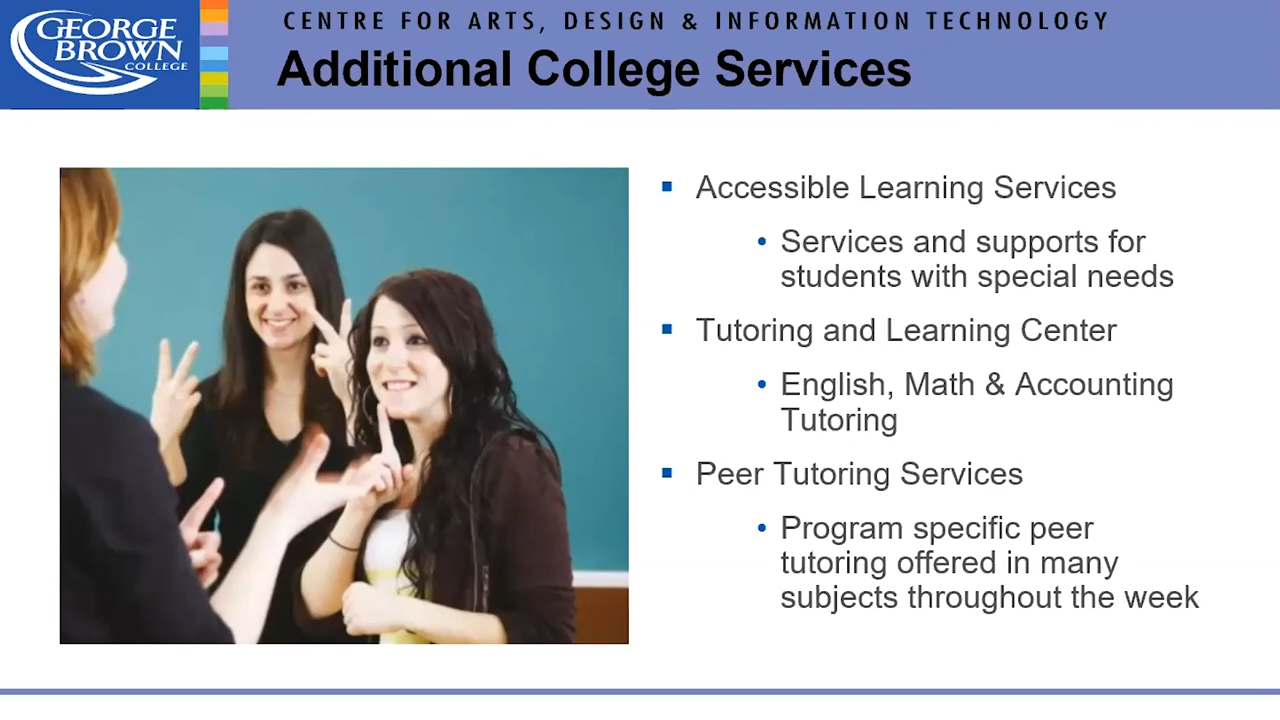 GEORGE
BROWN
COLLEGE
CENTRE FOR ARTS, DESIGN & INFORMATION TECHNOLOGY
Additional College Services
Accessible Learning Services
Services and supports for
students with special needs
Tutoring and Learning Center
English, Math & Accounting
Tutoring
Peer Tutoring Services
Program specific peer
tutoring offered in many
subjects throughout the week